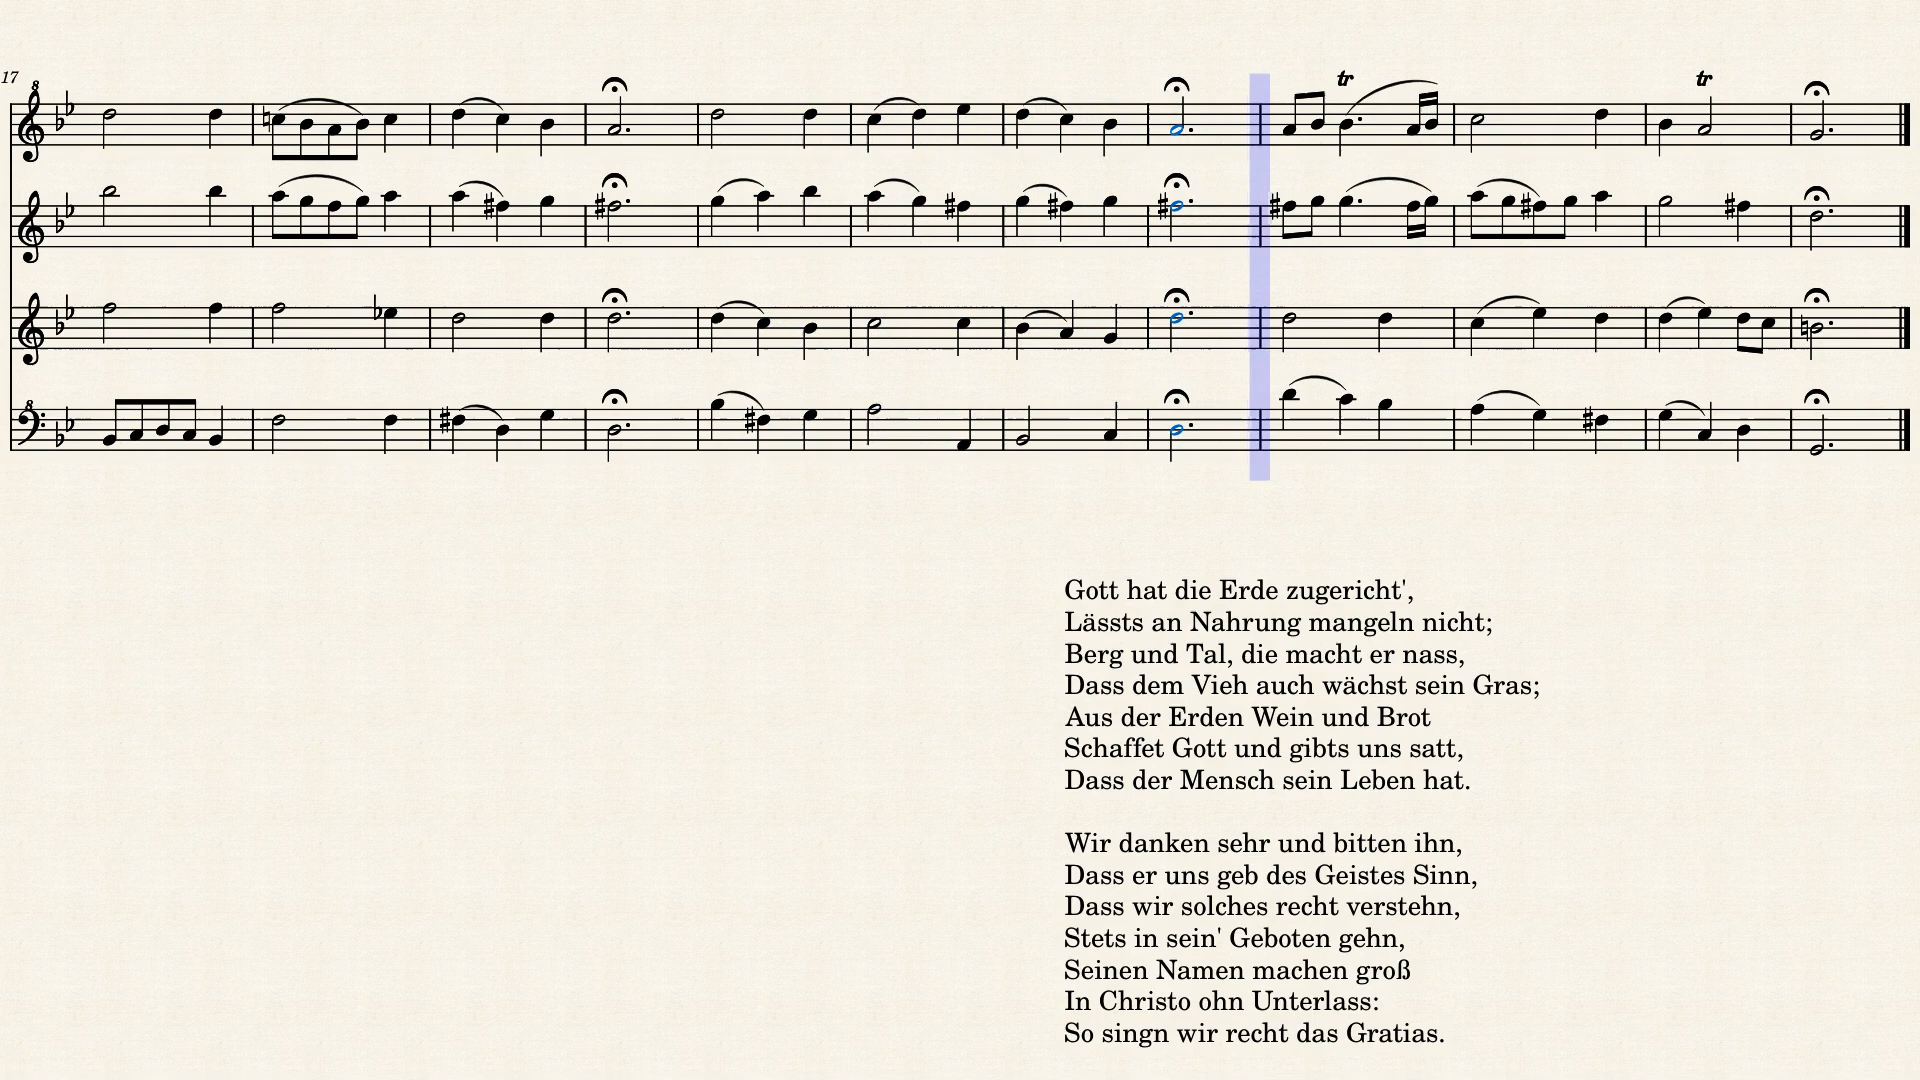 17
8
tr
tr
8
Gott hat die Erde zugericht',
Lässts an Nahrung mangeln nicht;
Berg und Tal, die macht er nass,
Dass dem Vieh auch wächst sein Gras;
Aus der Erden Wein und Brot
Schaffet Gott und gibts uns satt,
Dass der Mensch sein Leben hat.
Wir danken sehr und bitten ihn,
Dass er uns geb des Geistes Sinn,
Dass wir solches recht verstehn,
Stets in sein' Geboten gehn,
Seinen Namen machen groß
In Christo ohn Unterlass:
So singn wir recht das Gratias.